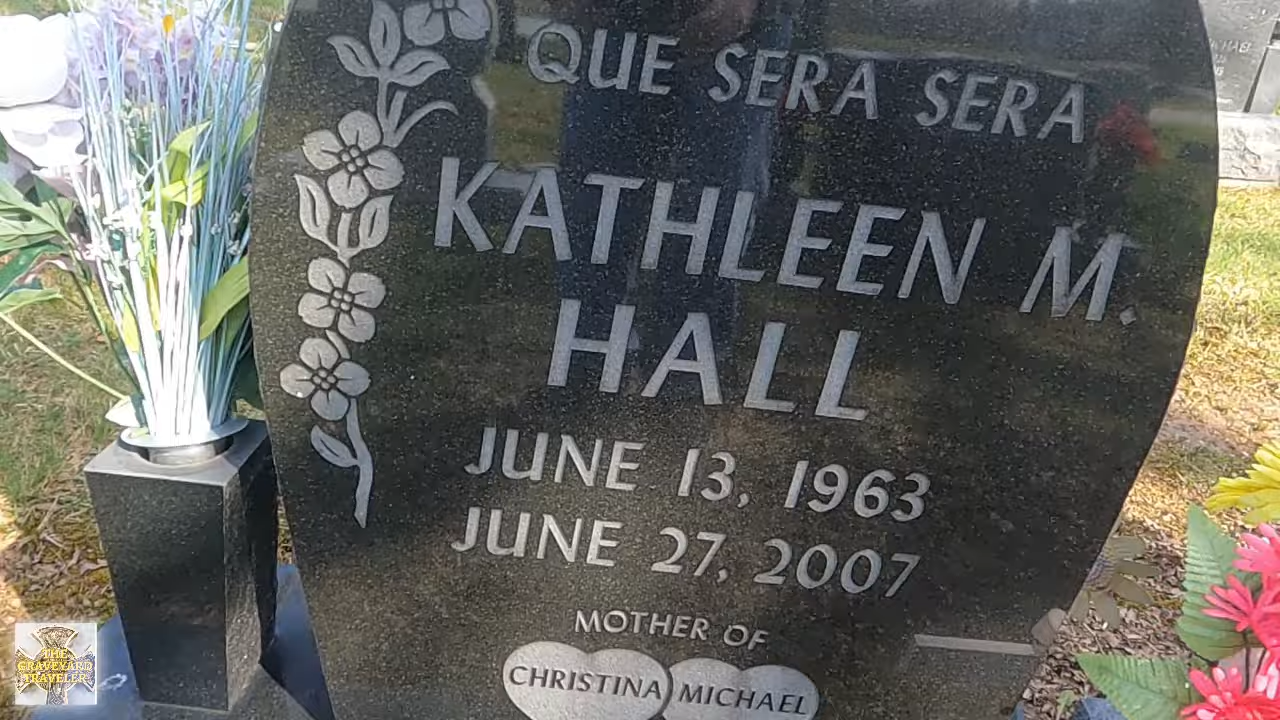 QUE SERA SERA
KATHLEEN M.
HALL
JUNE 13, 1963
JUNE 27, 2007
MOTHER OF
CHRISTINA MICHAEL
THE
GRAVEYARD
TRAVELER